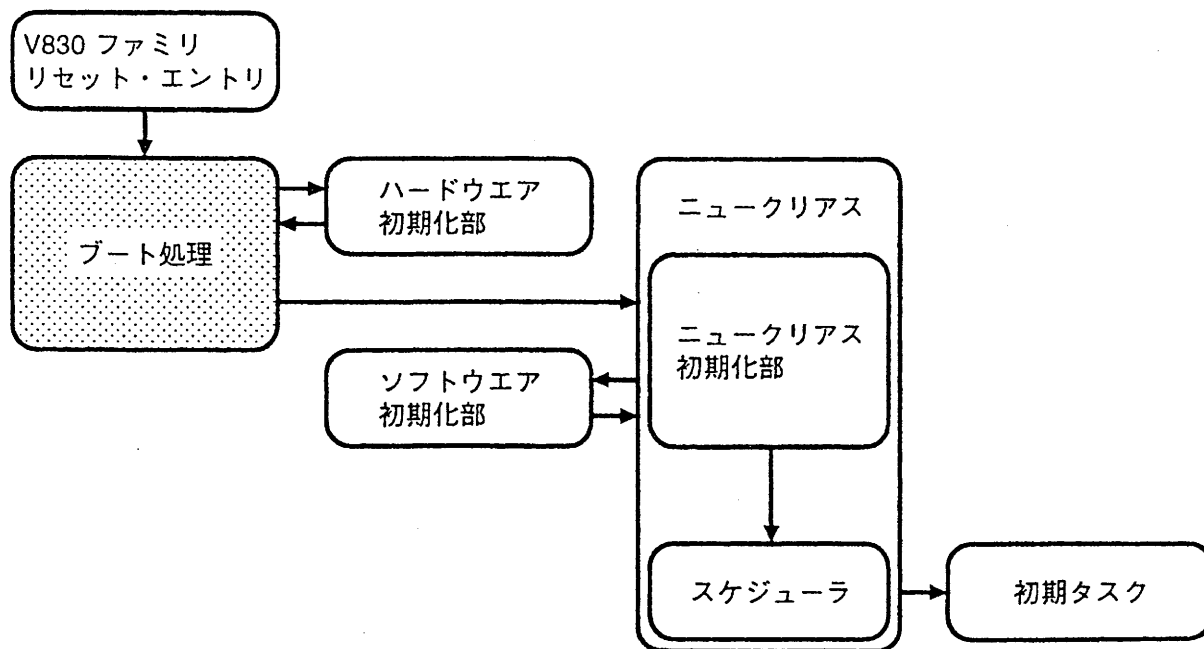 V830 ファミリ
リセット・エントリ
ブート処理
ハードウエア
初期化部
ニュークリアス
ニュークリアス
初期化部
ソフトウエア
初期化部
スケジューラ
初期タスク